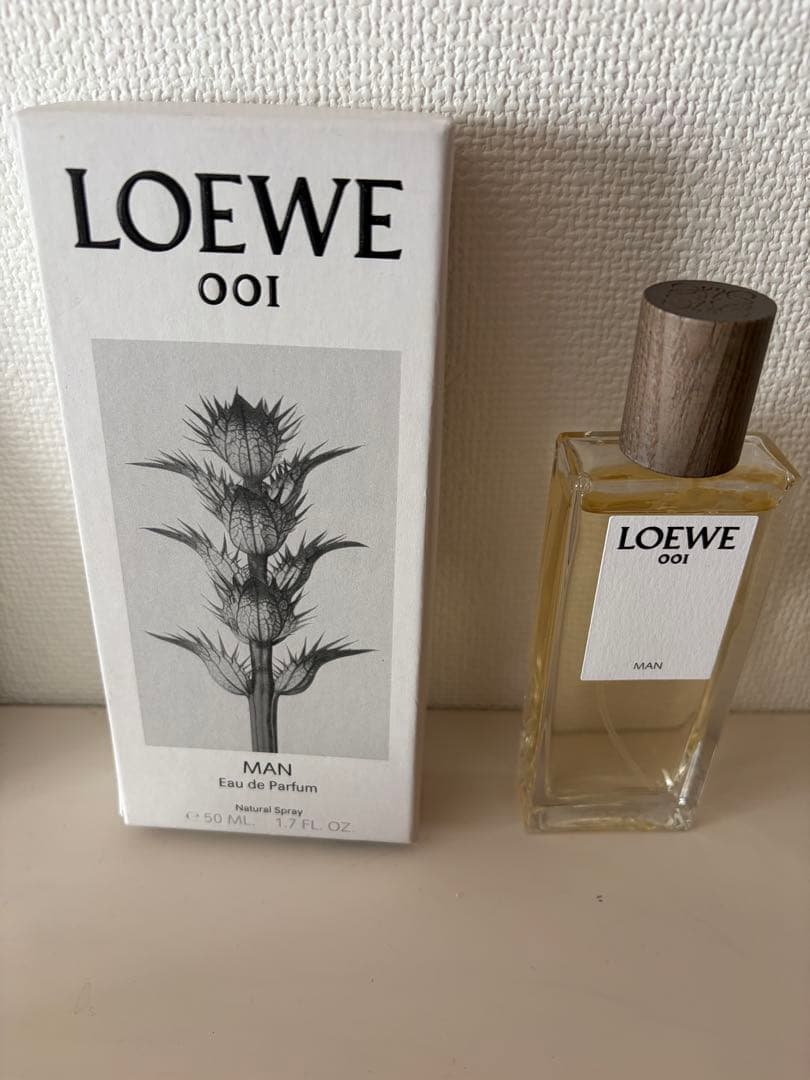 LOEWE
001
MAN
Eau de Parfum
Natural Spray
℮ 50 ML. 1.7 FL. OZ.
LOEWE
001
MAN